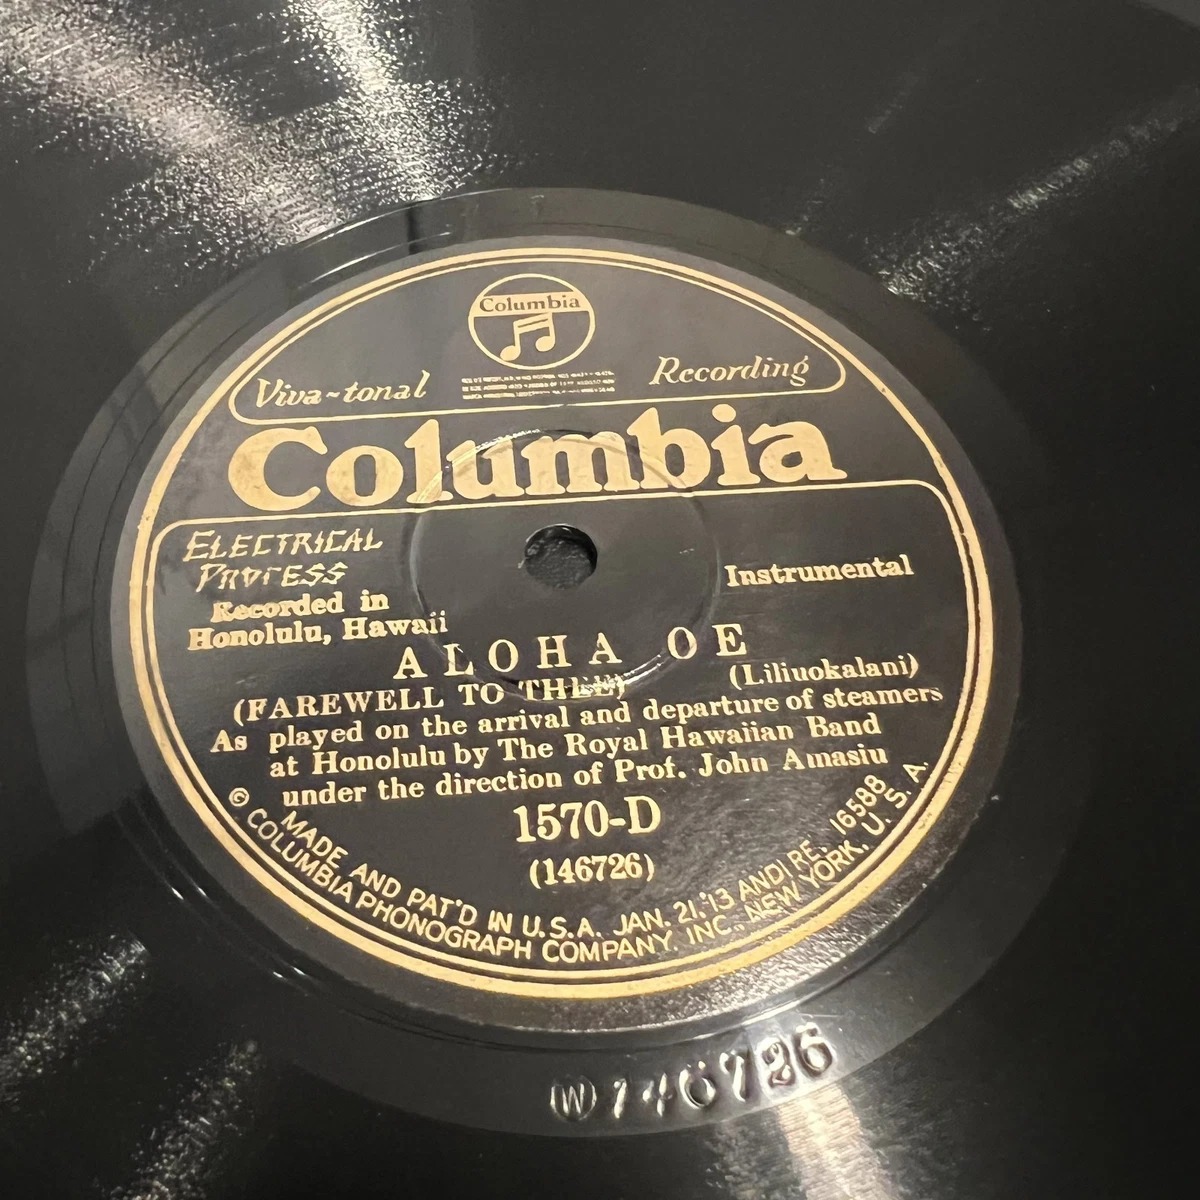 Columbia
Viva-tonal Recording
Columbia
ELECTRICAL
PROCESS
Recorded in
Honolulu, Hawaii
Instrumental
ALOHA OE
(FAREWELL TO THEE) (Liliuokalani)
As played on the arrival and departure of steamers
at Honolulu by The Royal Hawaiian Band
under the direction of Prof. John Amasiu
1570-D
(146726)
MADE AND PAT'D IN U.S.A. JAN. 21,'13 AND RE. 16588
© COLUMBIA PHONOGRAPH COMPANY, INC., NEW YORK, U.S.A.
(W) 146726